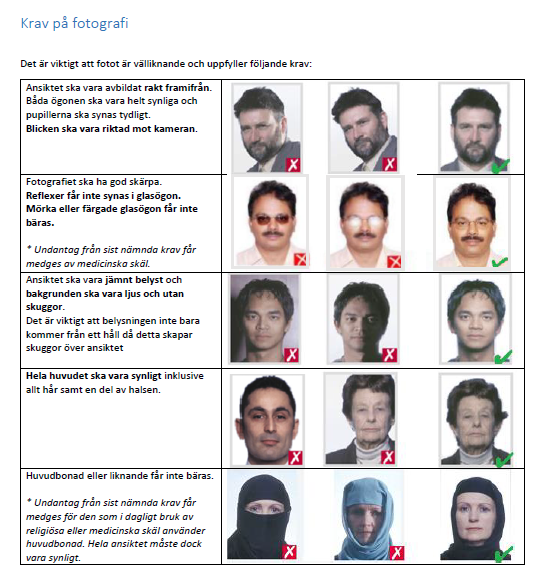 Krav på fotografi
Det är viktigt att fotot är välliknande och uppfyller följande krav:
Ansiktet ska vara avbildat rakt framifrån.
Båda ögonen ska vara helt synliga och
pupillerna ska synas tydligt.
Blicken ska vara riktad mot kameran.
Fotografiet ska ha god skärpa.
Reflexer får inte synas i glasögon.
Mörka eller färgade glasögon får inte
bäras.
* Undantag från sist nämnda krav får
medges av medicinska skäl.
Ansiktet ska vara jämnt belyst och
bakgrunden ska vara ljus och utan
skuggor.
Det är viktigt att belysningen inte bara
kommer från ett håll då detta skapar
skuggor över ansiktet
Hela huvudet ska vara synligt inklusive
allt hår samt en del av halsen.
Huvudbonad eller liknande får inte bäras.
* Undantag från sist nämnda krav får
medges för den som i dagligt bruk av
religiösa eller medicinska skäl använder
huvudbonad. Hela ansiktet måste dock
vara synligt.